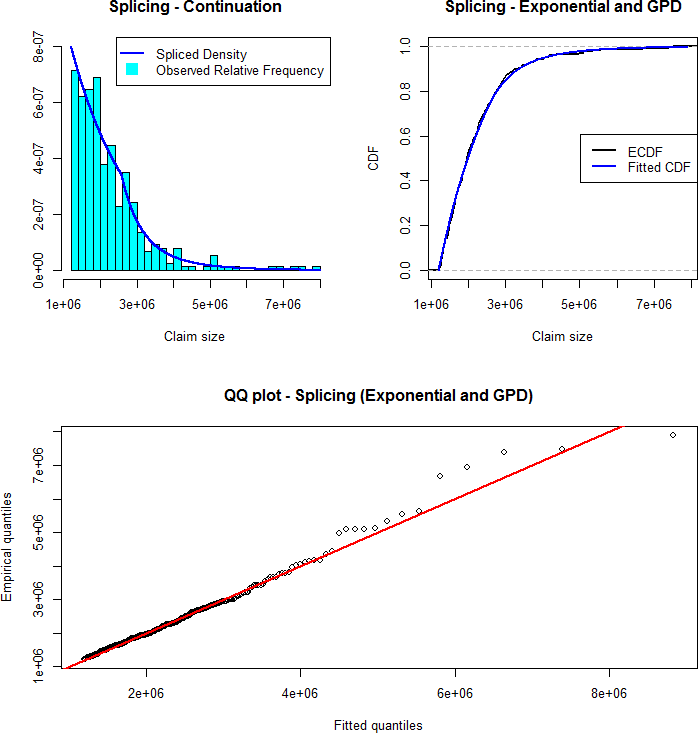 Splicing - Continuation
8e-07
6e-07
4e-07
2e-07
0e+00
Spliced Density
Observed Relative Frequency
1e+06 3e+06 5e+06 7e+06
Claim size
Splicing - Exponential and GPD
CDF
1.0
0.8
0.6
0.4
0.2
0.0
ECDF
Fitted CDF
1e+06 3e+06 5e+06 7e+06
Claim size
QQ plot - Splicing (Exponential and GPD)
Empirical quantiles
7e+06
5e+06
3e+06
1e+06
2e+06 4e+06 6e+06 8e+06
Fitted quantiles